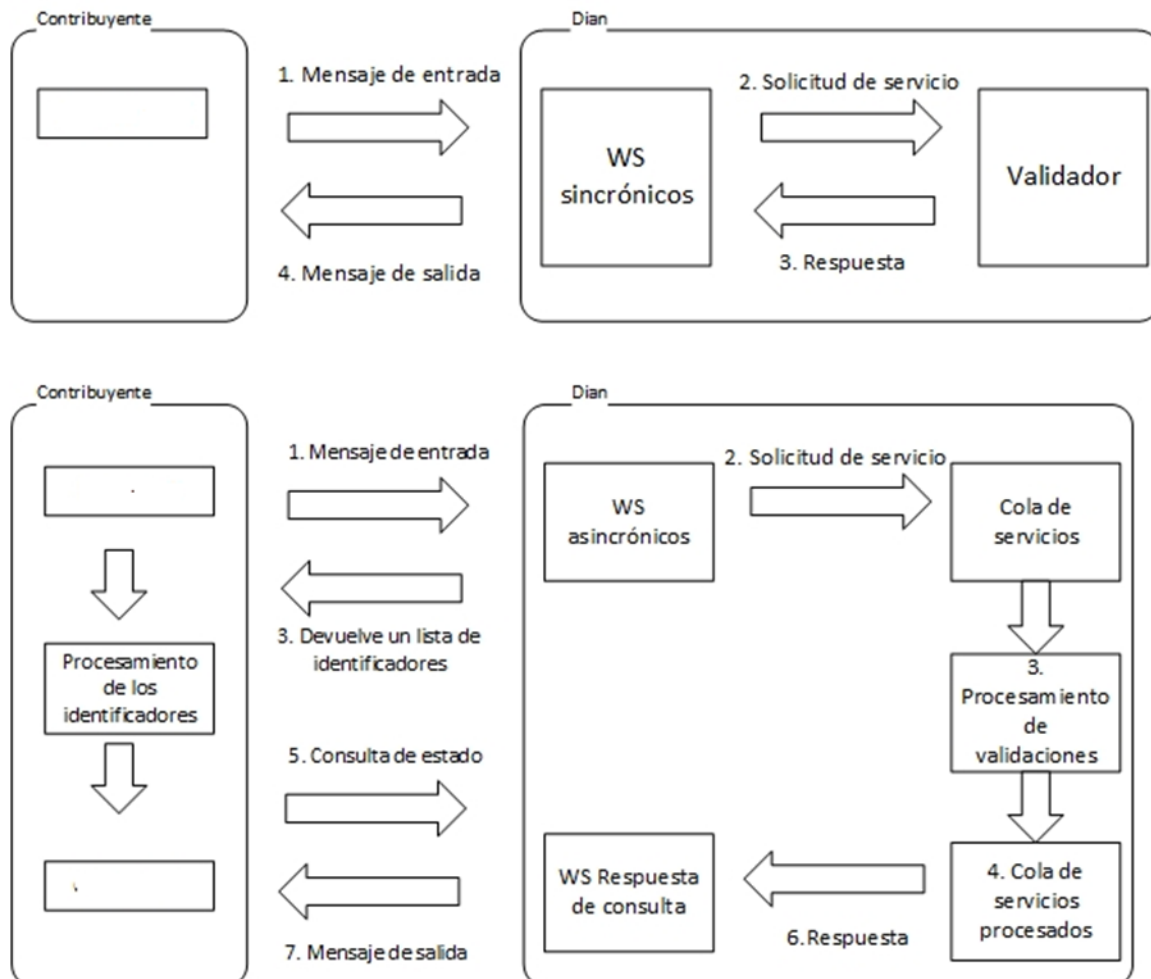 Contribuyente
Dian
1. Mensaje de entrada
2. Solicitud de servicio
WS
sincrónicos
Validador
4. Mensaje de salida
3. Respuesta
Contribuyente
Dian
1. Mensaje de entrada
2. Solicitud de servicio
WS
asincrónicos
Cola de
servicios
3. Devuelve un lista de
identificadores
Procesamiento
de los
identificadores
3.
Procesamiento
de
validaciones
5. Consulta de estado
WS Respuesta
de consulta
4. Cola de
servicios
procesados
6.Respuesta
7. Mensaje de salida